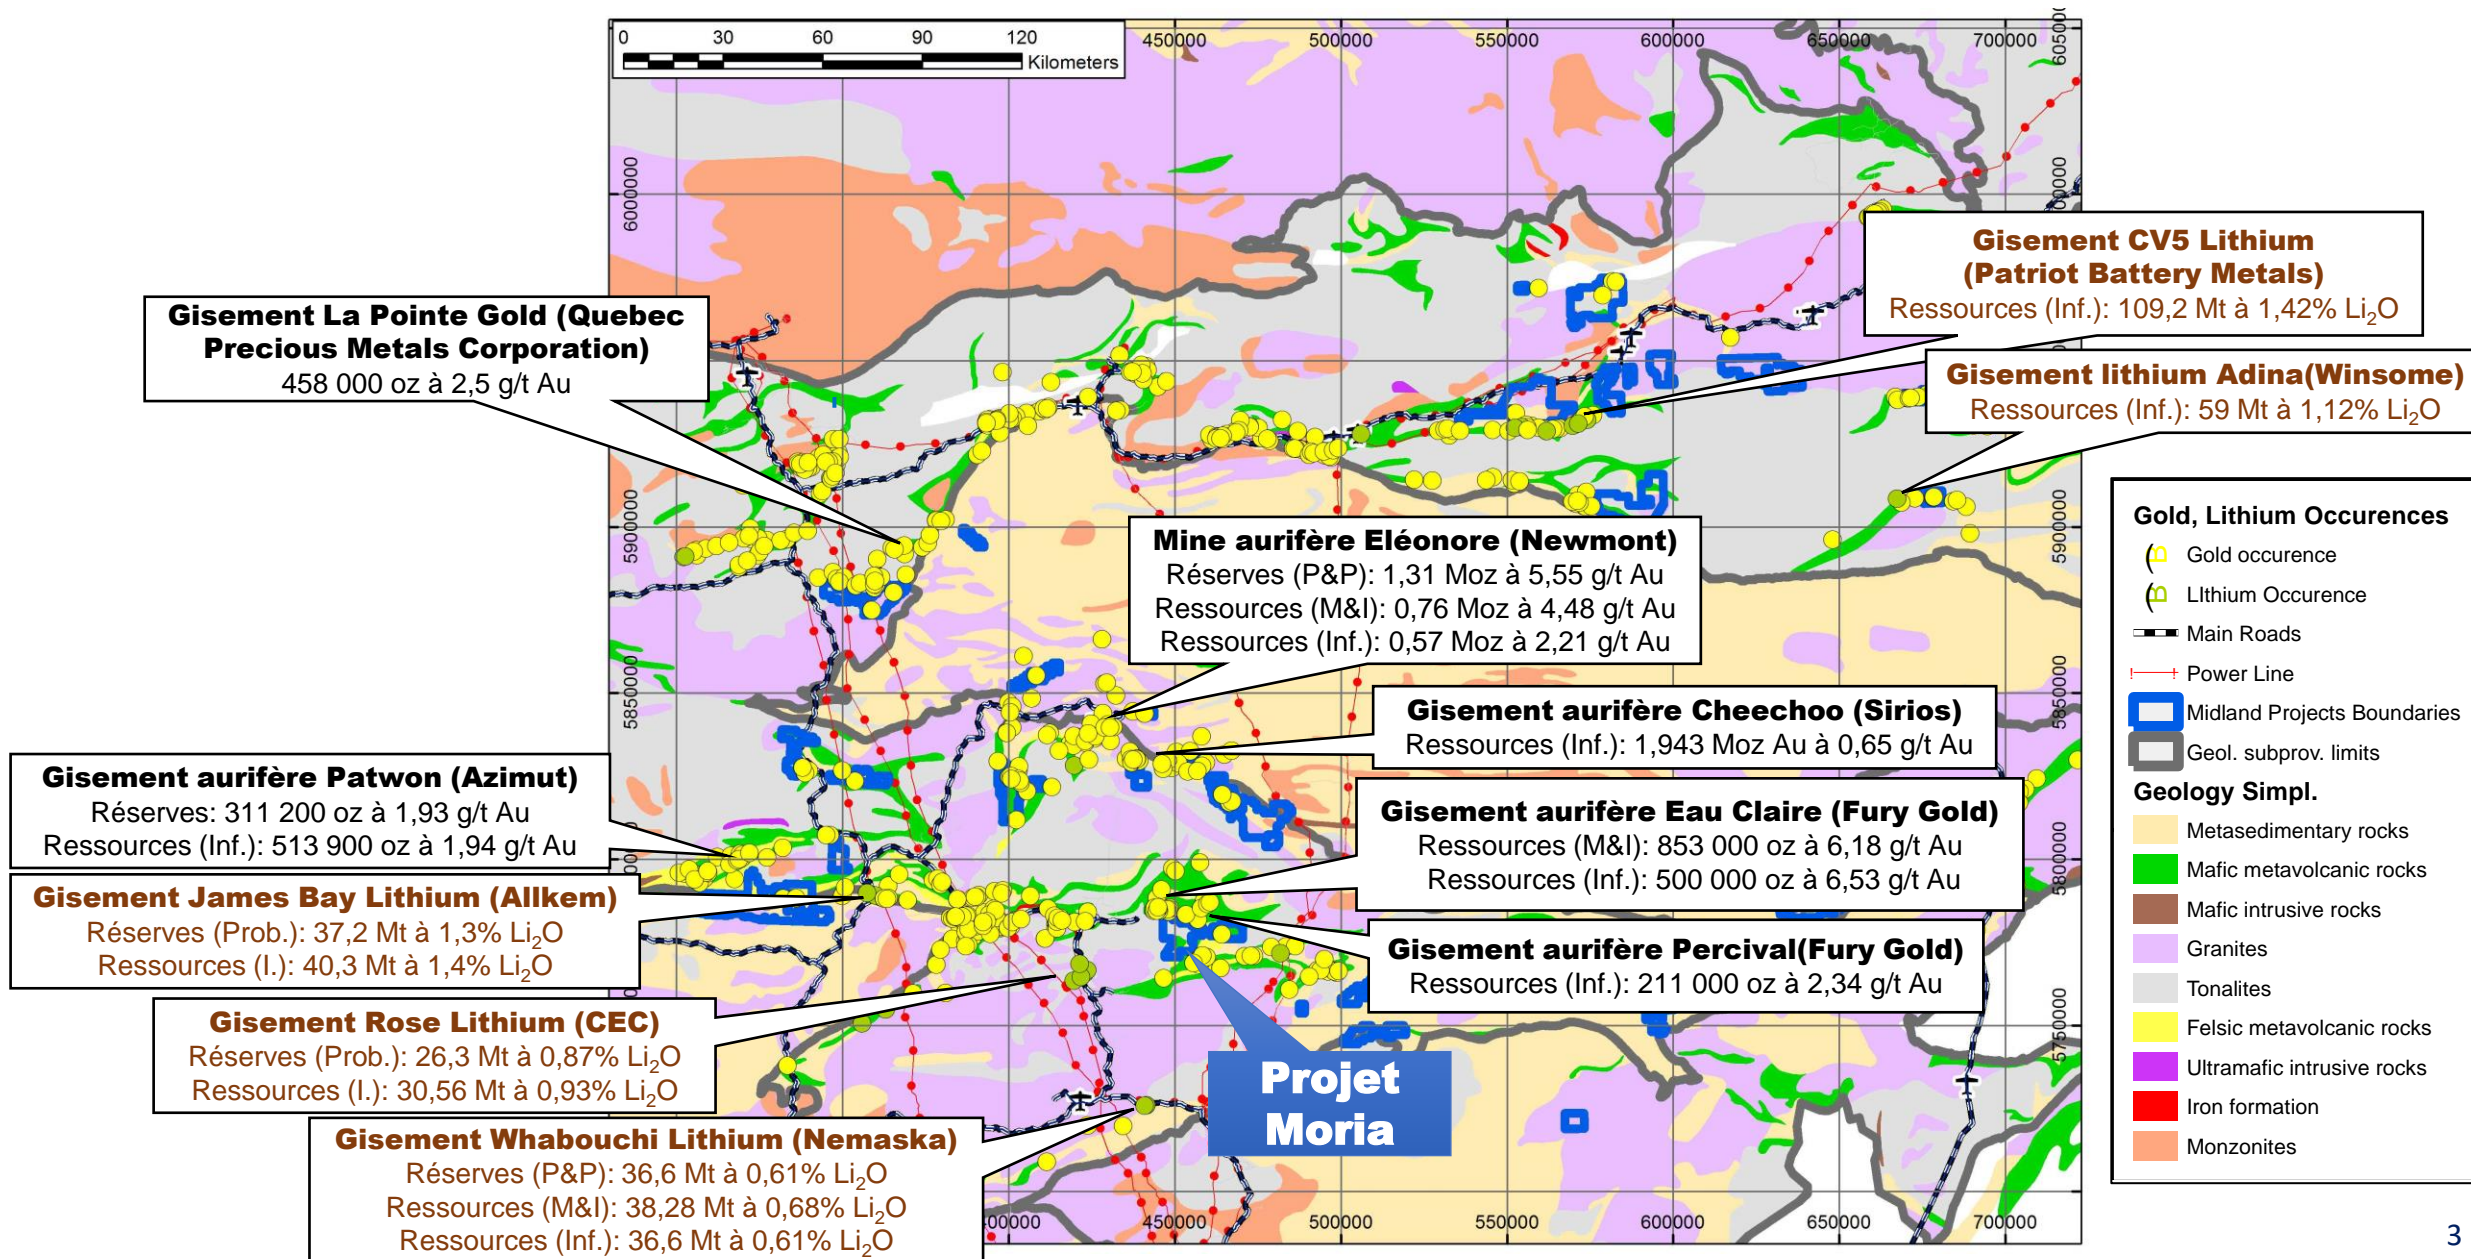 0 30 60 90 120
Kilometers
450000 500000 550000 600000 650000 700000
6000000
5900000
5850000
5800000
5750000
Gisement La Pointe Gold (Quebec
Precious Metals Corporation)
458 000 oz à 2,5 g/t Au
Gisement CV5 Lithium
(Patriot Battery Metals)
Ressources (Inf.): 109,2 Mt à 1,42% Li₂O
Gisement lithium Adina(Winsome)
Ressources (Inf.): 59 Mt à 1,12% Li₂O
Mine aurifère Eléonore (Newmont)
Réserves (P&P): 1,31 Moz à 5,55 g/t Au
Ressources (M&I): 0,76 Moz à 4,48 g/t Au
Ressources (Inf.): 0,57 Moz à 2,21 g/t Au
Gisement aurifère Cheechoo (Sirios)
Ressources (Inf.): 1,943 Moz Au à 0,65 g/t Au
Gisement aurifère Patwon (Azimut)
Réserves: 311 200 oz à 1,93 g/t Au
Ressources (Inf.): 513 900 oz à 1,94 g/t Au
Gisement aurifère Eau Claire (Fury Gold)
Ressources (M&I): 853 000 oz à 6,18 g/t Au
Ressources (Inf.): 500 000 oz à 6,53 g/t Au
Gisement James Bay Lithium (Allkem)
Réserves (Prob.): 37,2 Mt à 1,3% Li₂O
Ressources (I.): 40,3 Mt à 1,4% Li₂O
Gisement aurifère Percival(Fury Gold)
Ressources (Inf.): 211 000 oz à 2,34 g/t Au
Gisement Rose Lithium (CEC)
Réserves (Prob.): 26,3 Mt à 0,87% Li₂O
Ressources (I.): 30,56 Mt à 0,93% Li₂O
Projet
Moria
Gisement Whabouchi Lithium (Nemaska)
Réserves (P&P): 36,6 Mt à 0,61% Li₂O
Ressources (M&I): 38,28 Mt à 0,68% Li₂O
Ressources (Inf.): 36,6 Mt à 0,61% Li₂O
450000 500000 550000 600000 650000 700000
5900000
5850000
5800000
5750000
Gold, Lithium Occurences
Gold occurence
LIthium Occurence
Main Roads
Power Line
Midland Projects Boundaries
Geol. subprov. limits
Geology Simpl.
Metasedimentary rocks
Mafic metavolcanic rocks
Mafic intrusive rocks
Granites
Tonalites
Felsic metavolcanic rocks
Ultramafic intrusive rocks
Iron formation
Monzonites
3